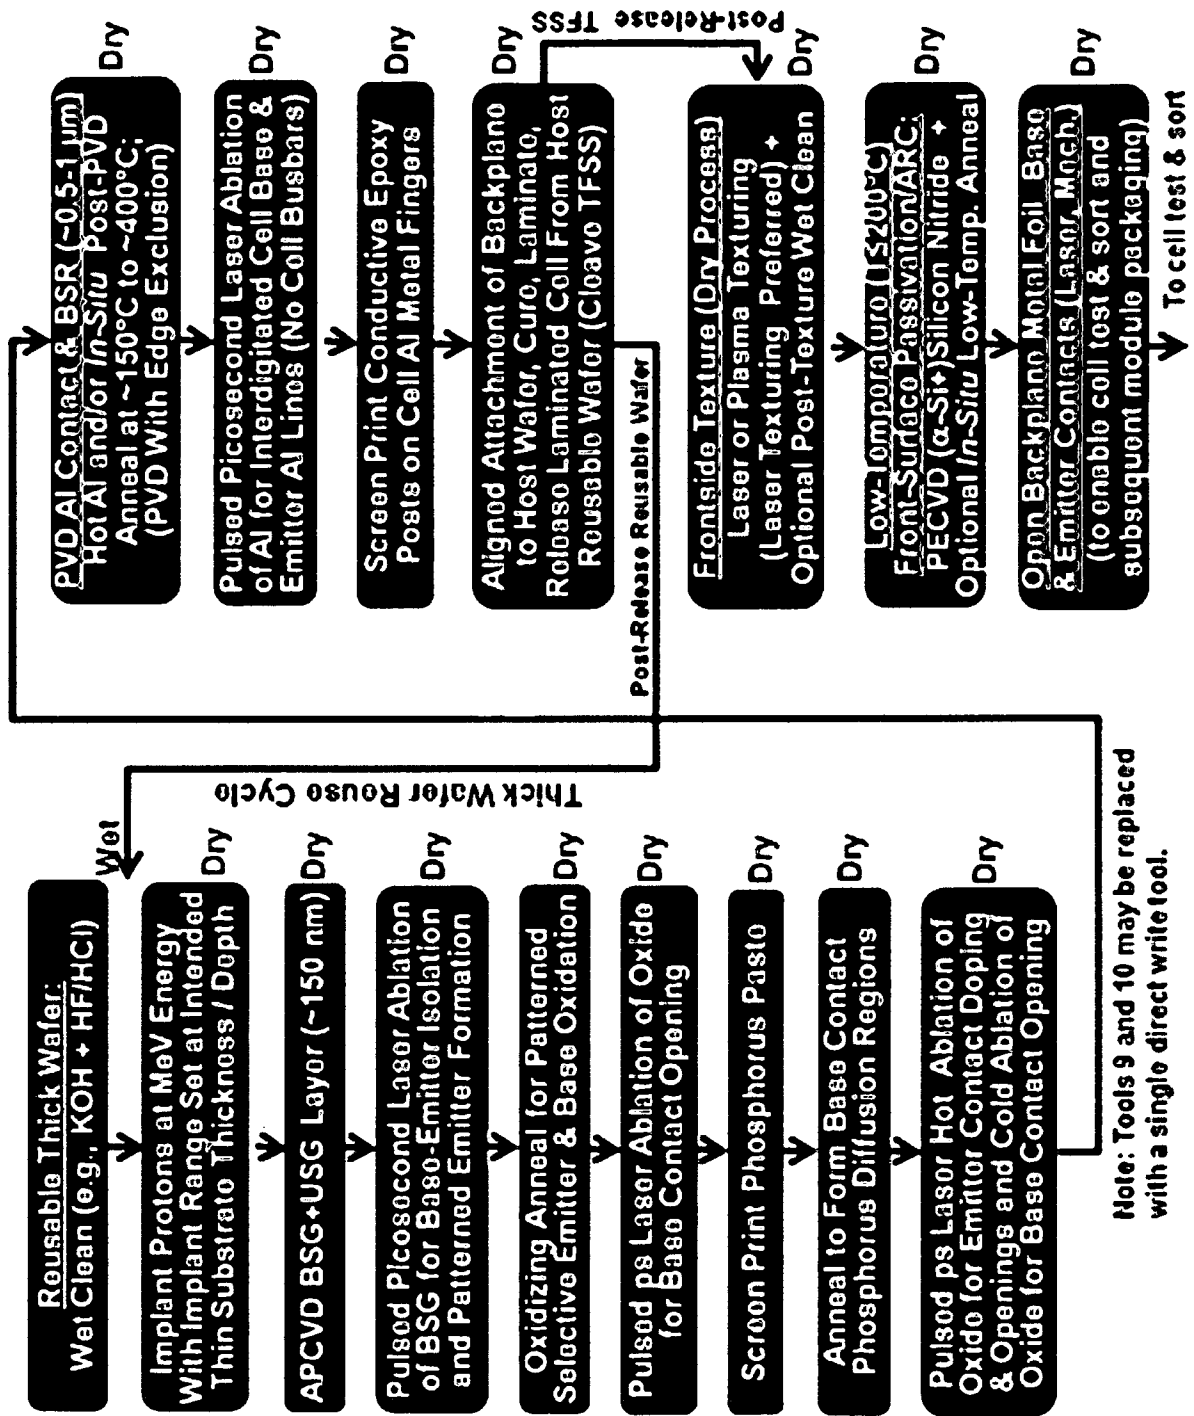 Reusable Thick Wafer:
Wet Clean (e.g., KOH + HF/HCl)
Wet
Implant Protons at MeV Energy
With Implant Range Set at Intended
Thin Substrate Thickness / Depth
Dry
APCVD BSG+USG Layer (~150 nm)
Dry
Pulsed Picosecond Laser Ablation
of BSG for Base-Emitter Isolation
and Patterned Emitter Formation
Dry
Oxidizing Anneal for Patterned
Selective Emitter & Base Oxidation
Dry
Pulsed ps Laser Ablation of Oxide
for Base Contact Opening
Dry
Screen Print Phosphorus Paste
Dry
Anneal to Form Base Contact
Phosphorus Diffusion Regions
Dry
Pulsed ps Laser Hot Ablation of
Oxide for Emitter Contact Doping
& Openings and Cold Ablation of
Oxide for Base Contact Opening
Dry
Note: Tools 9 and 10 may be replaced
with a single direct write tool.
Thick Wafer Reuse Cycle
Post-Release Reusable Wafer
PVD Al Contact & BSR (~0.5-1 µm)
Hot Al and/or In-Situ Post-PVD
Anneal at ~150°C to ~400°C;
(PVD With Edge Exclusion)
Dry
Pulsed Picosecond Laser Ablation
of Al for Interdigitated Cell Base &
Emitter Al Lines (No Cell Busbars)
Dry
Screen Print Conductive Epoxy
Posts on Cell Al Metal Fingers
Dry
Aligned Attachment of Backplane
to Host Wafer, Cure, Laminate,
Release Laminated Cell From Host
Reusable Wafer (Cleave TFSS)
Dry
Post-Release TFSS
Frontside Texture (Dry Process)
Laser or Plasma Texturing
(Laser Texturing Preferred) +
Optional Post-Texture Wet Clean
Dry
Low-Temperature (T≤200°C)
Front-Surface Passivation/ARC:
PECVD (α-Si+)Silicon Nitride +
Optional In-Situ Low-Temp. Anneal
Dry
Open Backplane Metal Foil Base
& Emitter Contacts (Laser, Mech.)
(to enable cell test & sort and
subsequent module packaging)
Dry
To cell test & sort